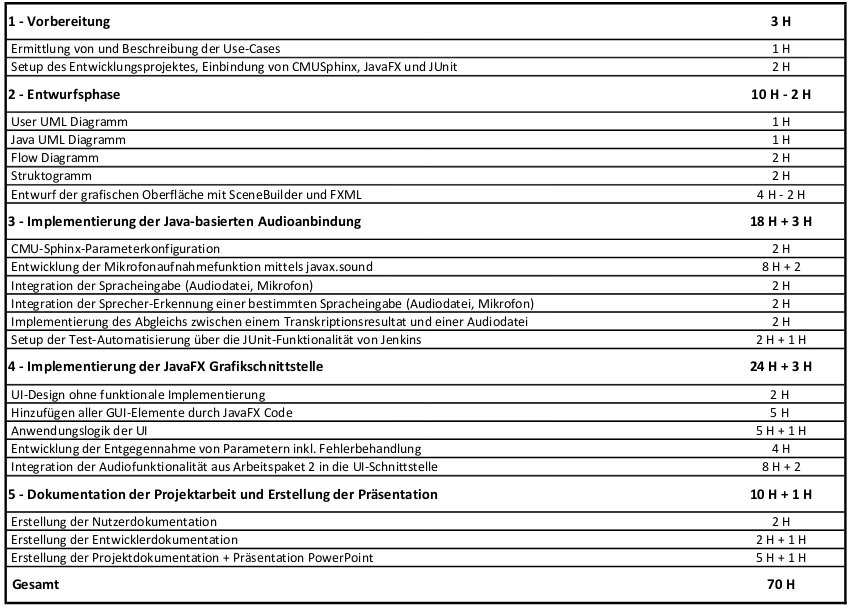 1 - Vorbereitung 3 H
Ermittlung von und Beschreibung der Use-Cases 1 H
Setup des Entwicklungsprojektes, Einbindung von CMUSphinx, JavaFX und JUnit 2 H
2 - Entwurfsphase 10 H - 2 H
User UML Diagramm 1 H
Java UML Diagramm 1 H
Flow Diagramm 2 H
Struktogramm 2 H
Entwurf der grafischen Oberfläche mit SceneBuilder und FXML 4 H - 2 H
3 - Implementierung der Java-basierten Audioanbindung 18 H + 3 H
CMU-Sphinx-Parameterkonfiguration 2 H
Entwicklung der Mikrofonaufnahmefunktion mittels javax.sound 8 H + 2
Integration der Spracheingabe (Audiodatei, Mikrofon) 2 H
Integration der Sprecher-Erkennung einer bestimmten Spracheingabe (Audiodatei, Mikrofon) 2 H
Implementierung des Abgleichs zwischen einem Transkriptionsresultat und einer Audiodatei 2 H
Setup der Test-Automatisierung über die JUnit-Funktionalität von Jenkins 2 H + 1 H
4 - Implementierung der JavaFX Grafikschnittstelle 24 H + 3 H
UI-Design ohne funktionale Implementierung 2 H
Hinzufügen aller GUI-Elemente durch JavaFX Code 5 H
Anwendungslogik der UI 5 H + 1 H
Entwicklung der Entgegennahme von Parametern inkl. Fehlerbehandlung 4 H
Integration der Audiofunktionalität aus Arbeitspaket 2 in die UI-Schnittstelle 8 H + 2
5 - Dokumentation der Projektarbeit und Erstellung der Präsentation 10 H + 1 H
Erstellung der Nutzerdokumentation 2 H
Erstellung der Entwicklerdokumentation 2 H + 1 H
Erstellung der Projektdokumentation + Präsentation PowerPoint 5 H + 1 H
Gesamt 70 H